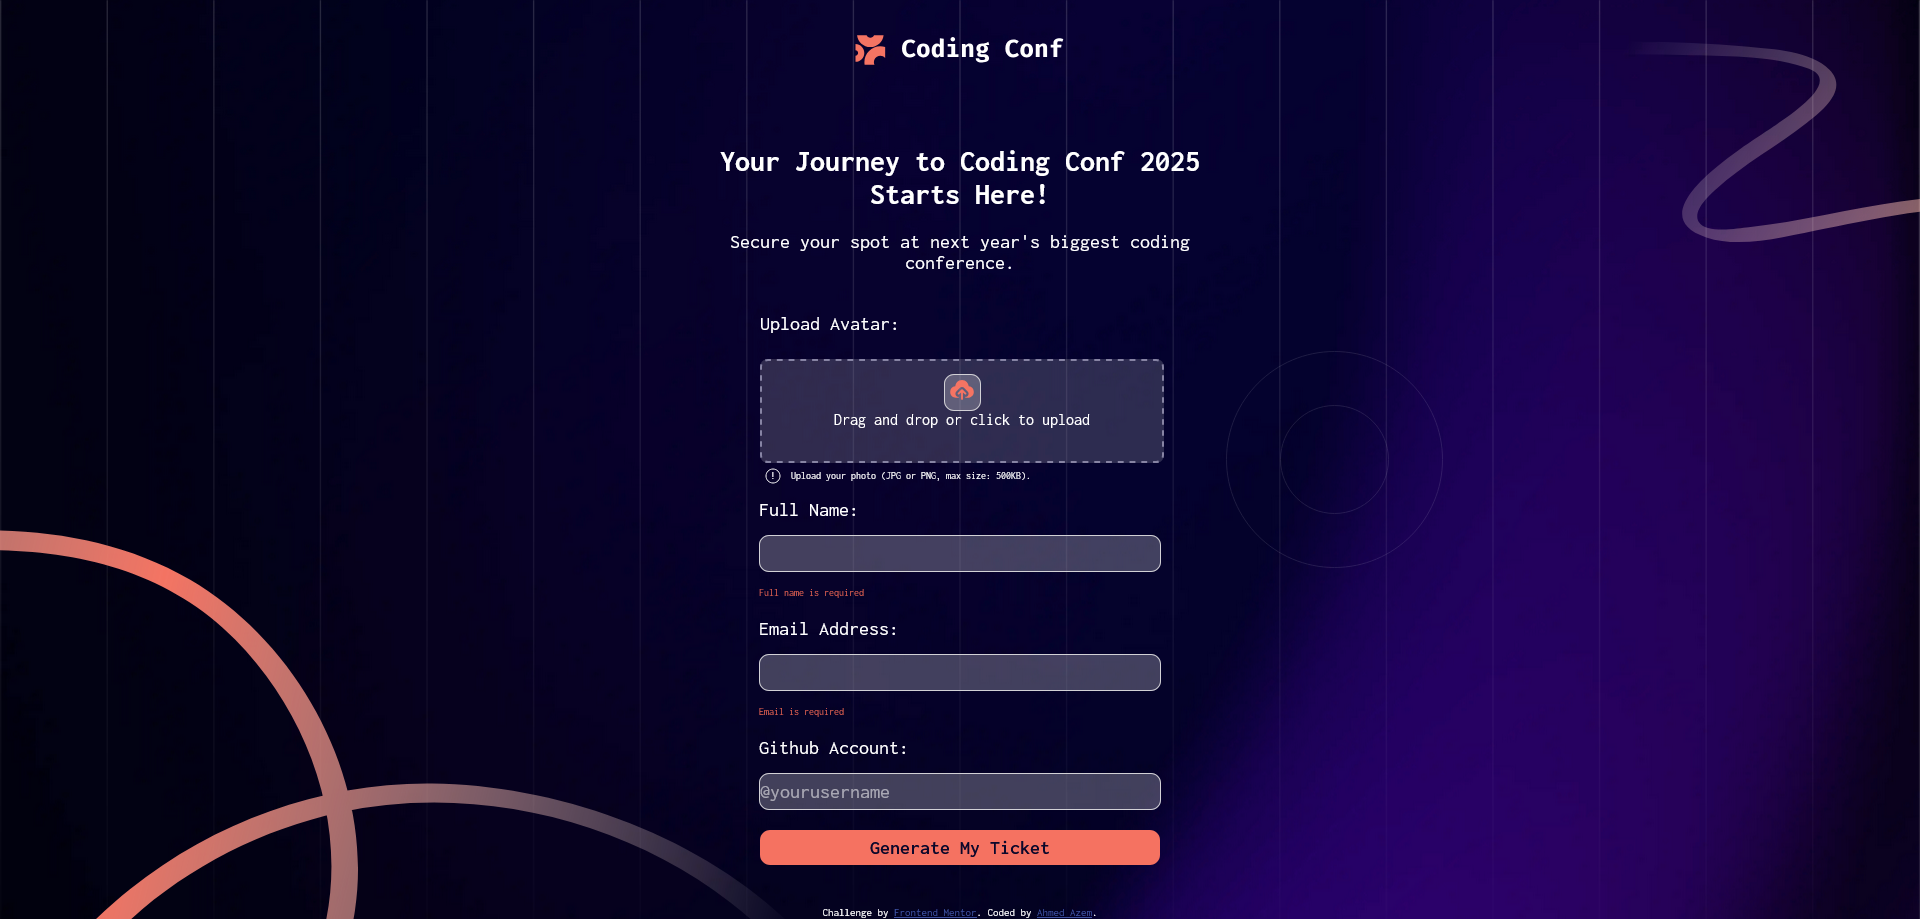 Coding Conf
Your Journey to Coding Conf 2025
Starts Here!
Secure your spot at next year's biggest coding
conference.
Upload Avatar:
Drag and drop or click to upload
Upload your photo (JPG or PNG, max size: 500KB).
Full Name:
Full name is required
Email Address:
Email is required
Github Account:
@yourusername
Generate My Ticket
Challenge by Frontend Mentor. Coded by Ahmed Azem.